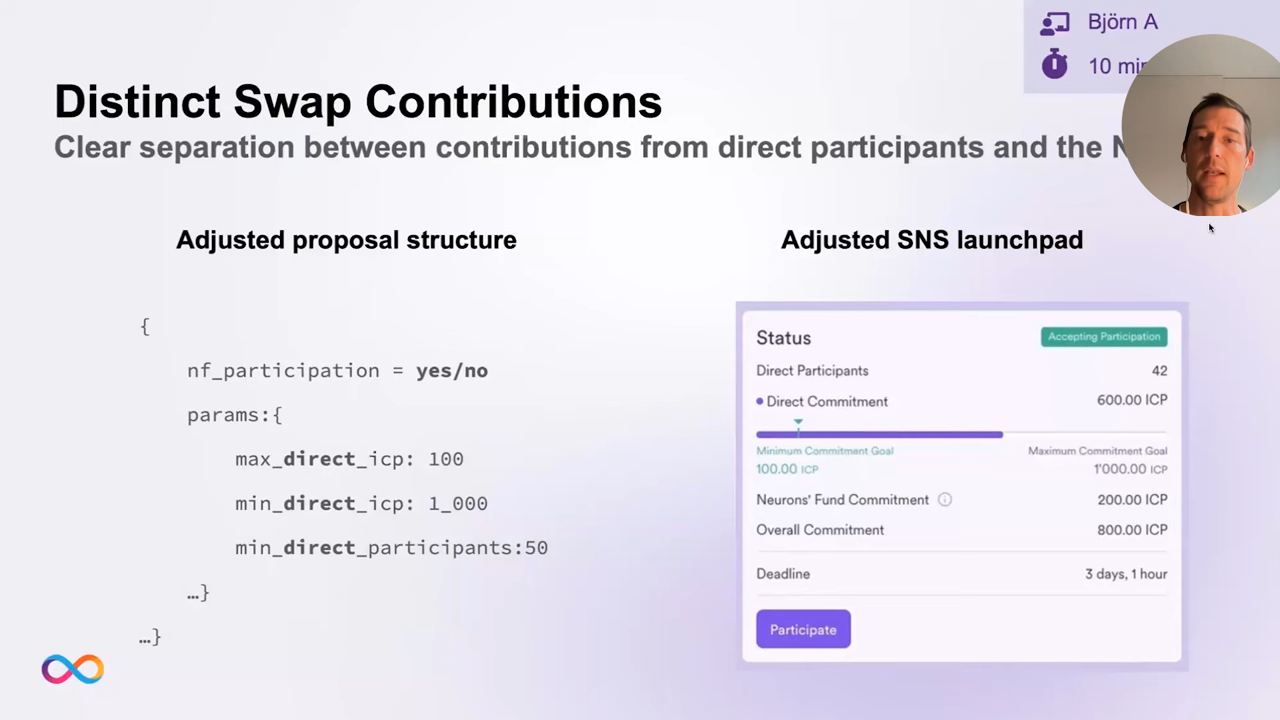 Björn A
10 min
Distinct Swap Contributions
Clear separation between contributions from direct participants and the
Adjusted proposal structure
{
nf_participation = yes/no
params:{
max_direct_icp: 100
min_direct_icp: 1_000
min_direct_participants:50
…}
…}
Adjusted SNS launchpad
Status
Accepting Participation
Direct Participants 42
Direct Commitment 600.00 ICP
Minimum Commitment Goal Maximum Commitment Goal
100.00 ICP 1'000.00 ICP
Neurons' Fund Commitment 200.00 ICP
Overall Commitment 800.00 ICP
Deadline 3 days, 1 hour
Participate